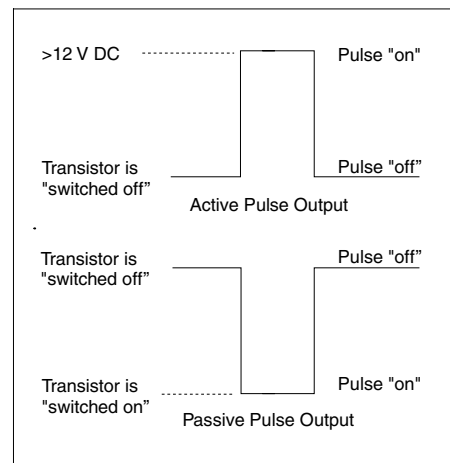 >12 V DC
Pulse "on"
Transistor is
"switched off”
Pulse "off”
Active Pulse Output
Transistor is
"switched off”
Pulse "off”
Transistor is
"switched on”
Pulse "on"
Passive Pulse Output